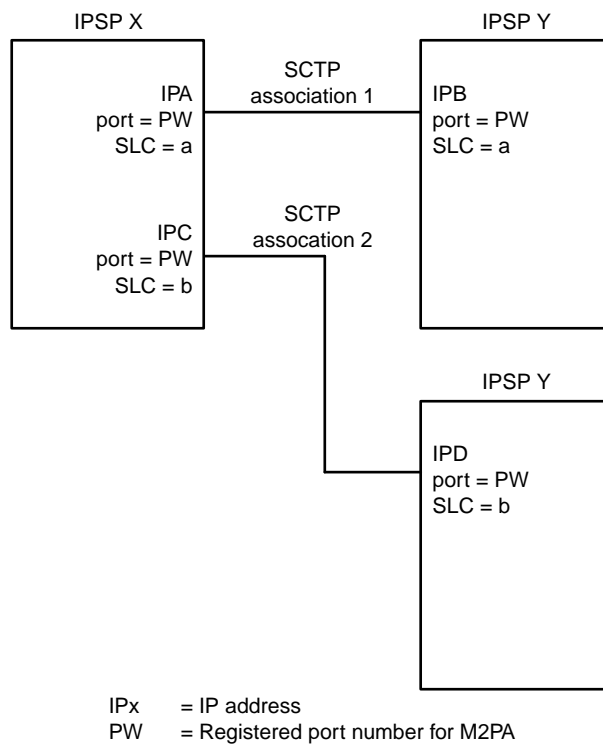 IPSP X
IPSP Y
SCTP
association 1
IPA
port = PW
SLC = a
IPB
port = PW
SLC = a
SCTP
assocation 2
IPC
port = PW
SLC = b
IPSP Y
IPD
port = PW
SLC = b
IPx = IP address
PW = Registered port number for M2PA